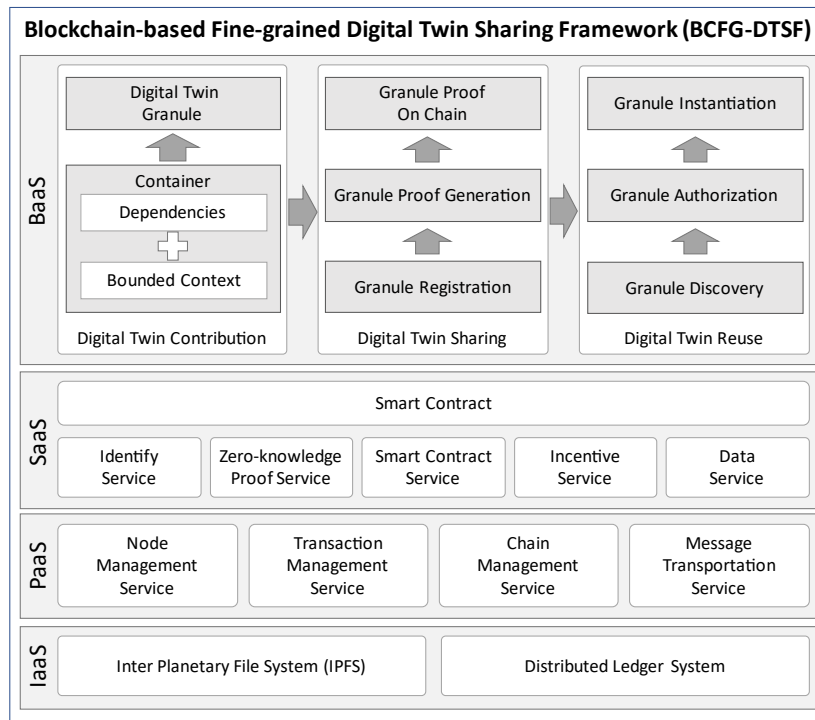 Blockchain-based Fine-grained Digital Twin Sharing Framework (BCFG-DTSF)
BaaS
Digital Twin
Granule
Container
Dependencies
Bounded Context
Digital Twin Contribution
Granule Proof
On Chain
Granule Proof Generation
Granule Registration
Digital Twin Sharing
Granule Instantiation
Granule Authorization
Granule Discovery
Digital Twin Reuse
SaaS
Smart Contract
Identify
Service
Zero-knowledge
Proof Service
Smart Contract
Service
Incentive
Service
Data
Service
PaaS
Node
Management
Service
Transaction
Management
Service
Chain
Management
Service
Message
Transportation
Service
IaaS
Inter Planetary File System (IPFS)
Distributed Ledger System